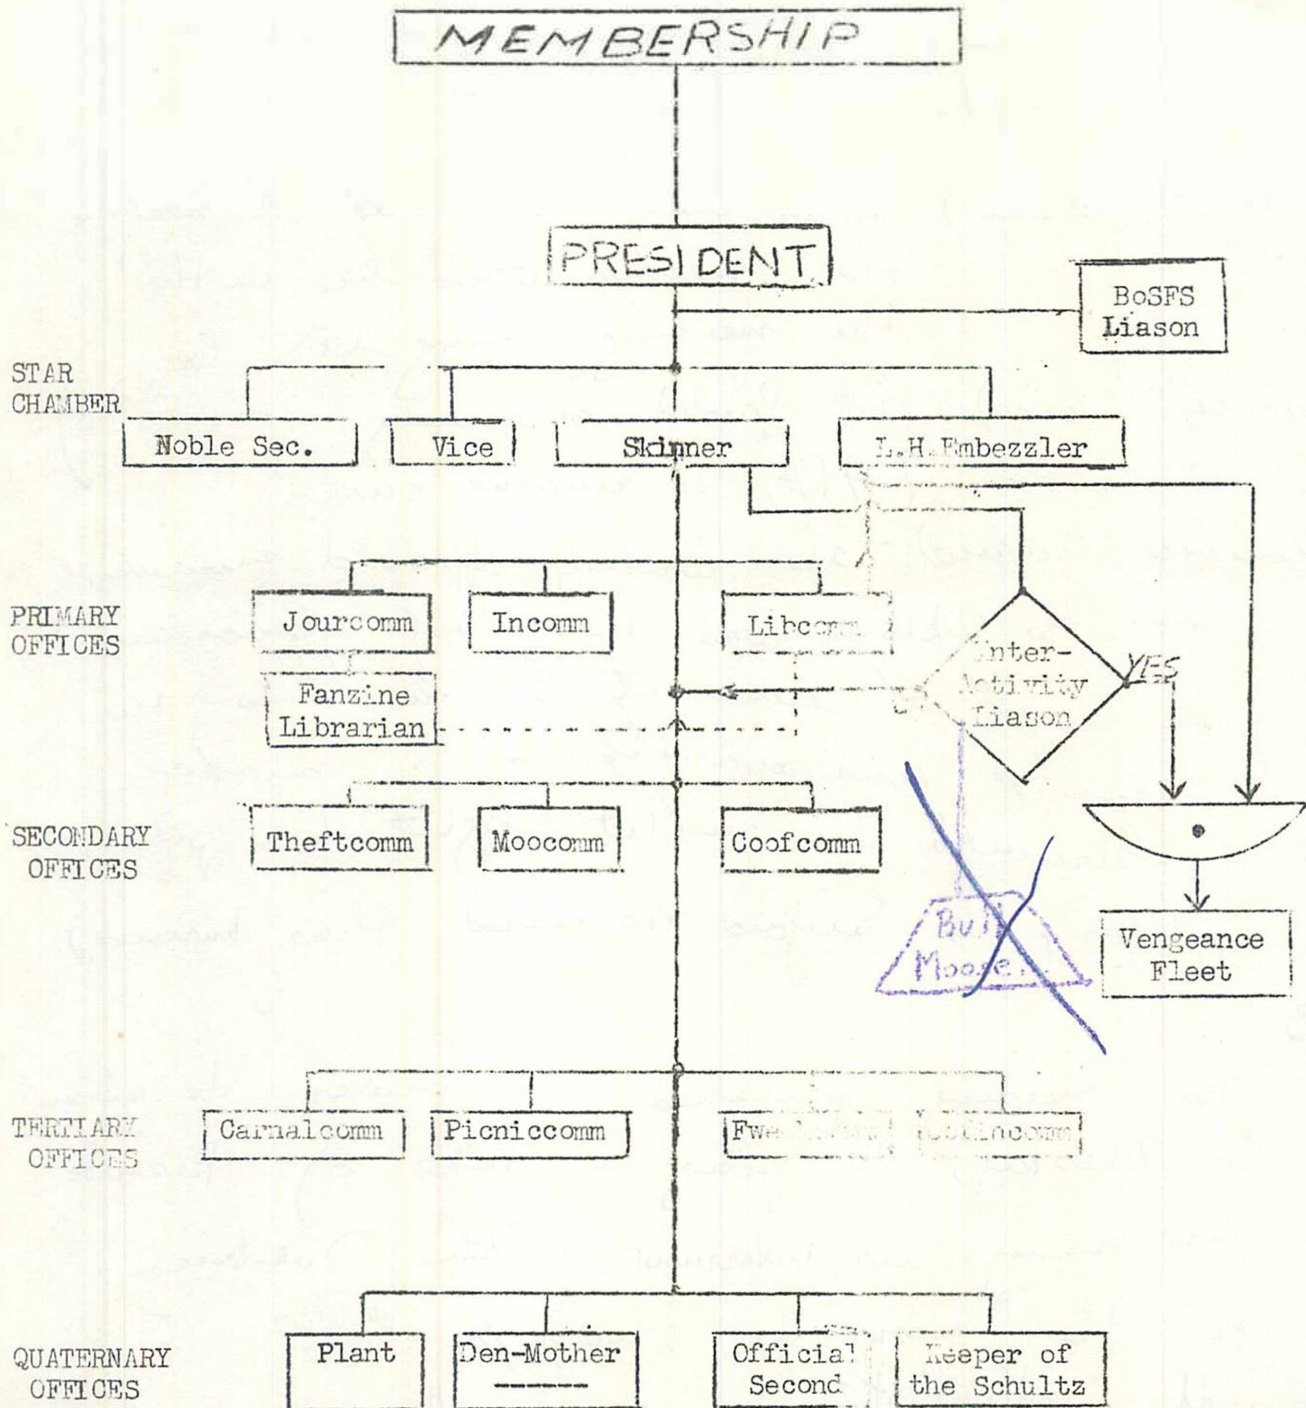 MEMBERSHIP
PRESIDENT
BoSFS
Liason
STAR
CHAMBER
Noble Sec.
Vice
Skinner
L.H.Embezzler
PRIMARY
OFFICES
Jourcomm
Incomm
Libcomm
Inter-
Activity
Liason
YES
Fanzine
Librarian
SECONDARY
OFFICES
Theftcomm
Moocomm
Coofcomm
Bull
Moose.
Vengeance
Fleet
TERTIARY
OFFICES
Carnalcomm
Picniccomm
QUATERNARY
OFFICES
Plant
Den-Mother
Official
Second
Keeper of
the Schultz